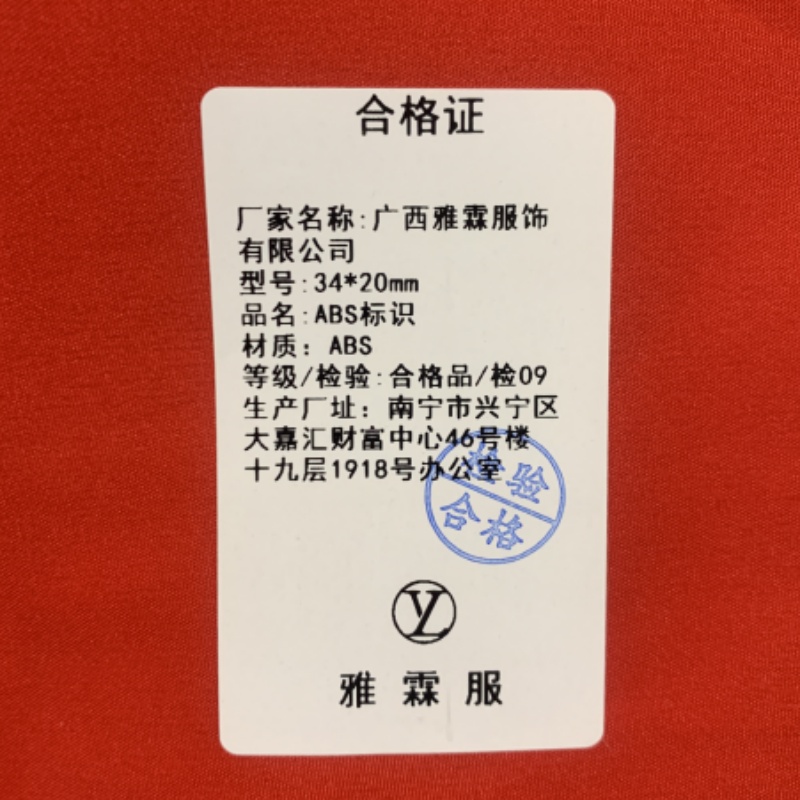 合格证
厂家名称:广西雅霖服饰
有限公司
型号:34*20mm
品名:ABS标识
材质：ABS
等级/检验:合格品/检09
生产厂址：南宁市兴宁区
大嘉汇财富中心46号楼
十九层1918号办公室
检验
合格
Y
雅霖服